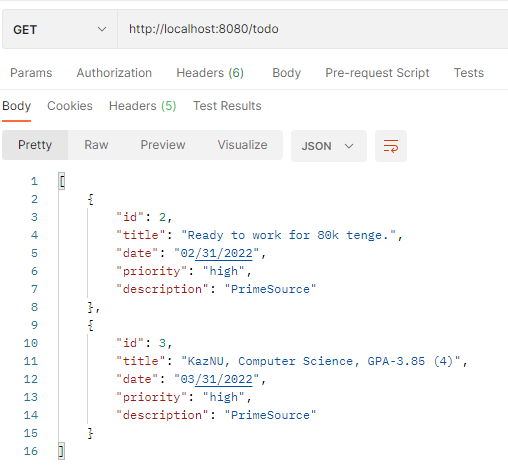 GET http://localhost:8080/todo
Params Authorization Headers (6) Body Pre-request Script Tests
Body Cookies Headers (5) Test Results
Pretty Raw Preview Visualize JSON
1 [
2 {
3 "id": 2,
4 "title": "Ready to work for 80k tenge.",
5 "date": "02/31/2022",
6 "priority": "high",
7 "description": "PrimeSource"
8 },
9 {
10 "id": 3,
11 "title": "KazNU, Computer Science, GPA-3.85 (4)",
12 "date": "03/31/2022",
13 "priority": "high",
14 "description": "PrimeSource"
15 }
16 ]